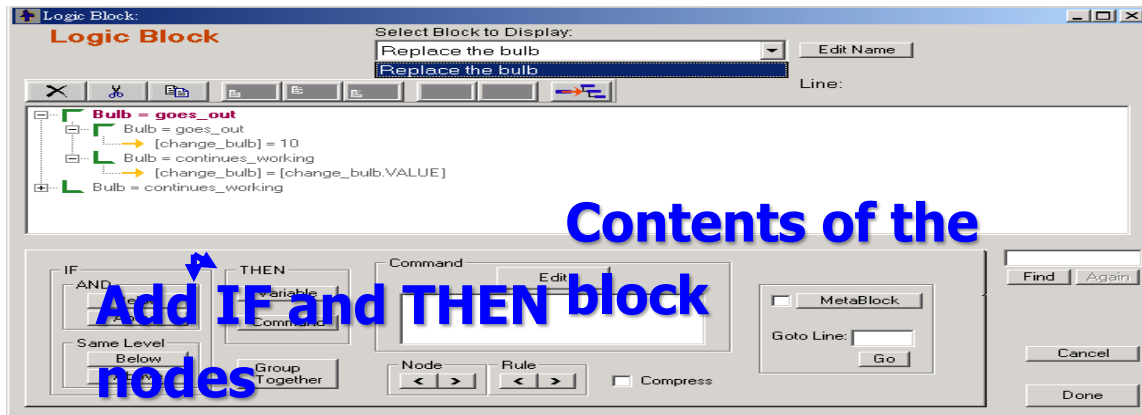 Logic Block:
Logic Block
Select Block to Display:
Replace the bulb
Edit Name
Replace the bulb
Line:
Bulb = goes_out
Bulb = goes_out
[change_bulb] = 10
Bulb = continues_working
[change_bulb] = [change_bulb.VALUE]
Bulb = continues_working
Contents of the
block
Add IF and THEN
nodes
IF
AND
THEN
Variable
Command
Same Level
Below
Group
Together
Command
Edit
Node
< >
Rule
< >
Compress
MetaBlock
Goto Line:
Go
Find
Again
Cancel
Done